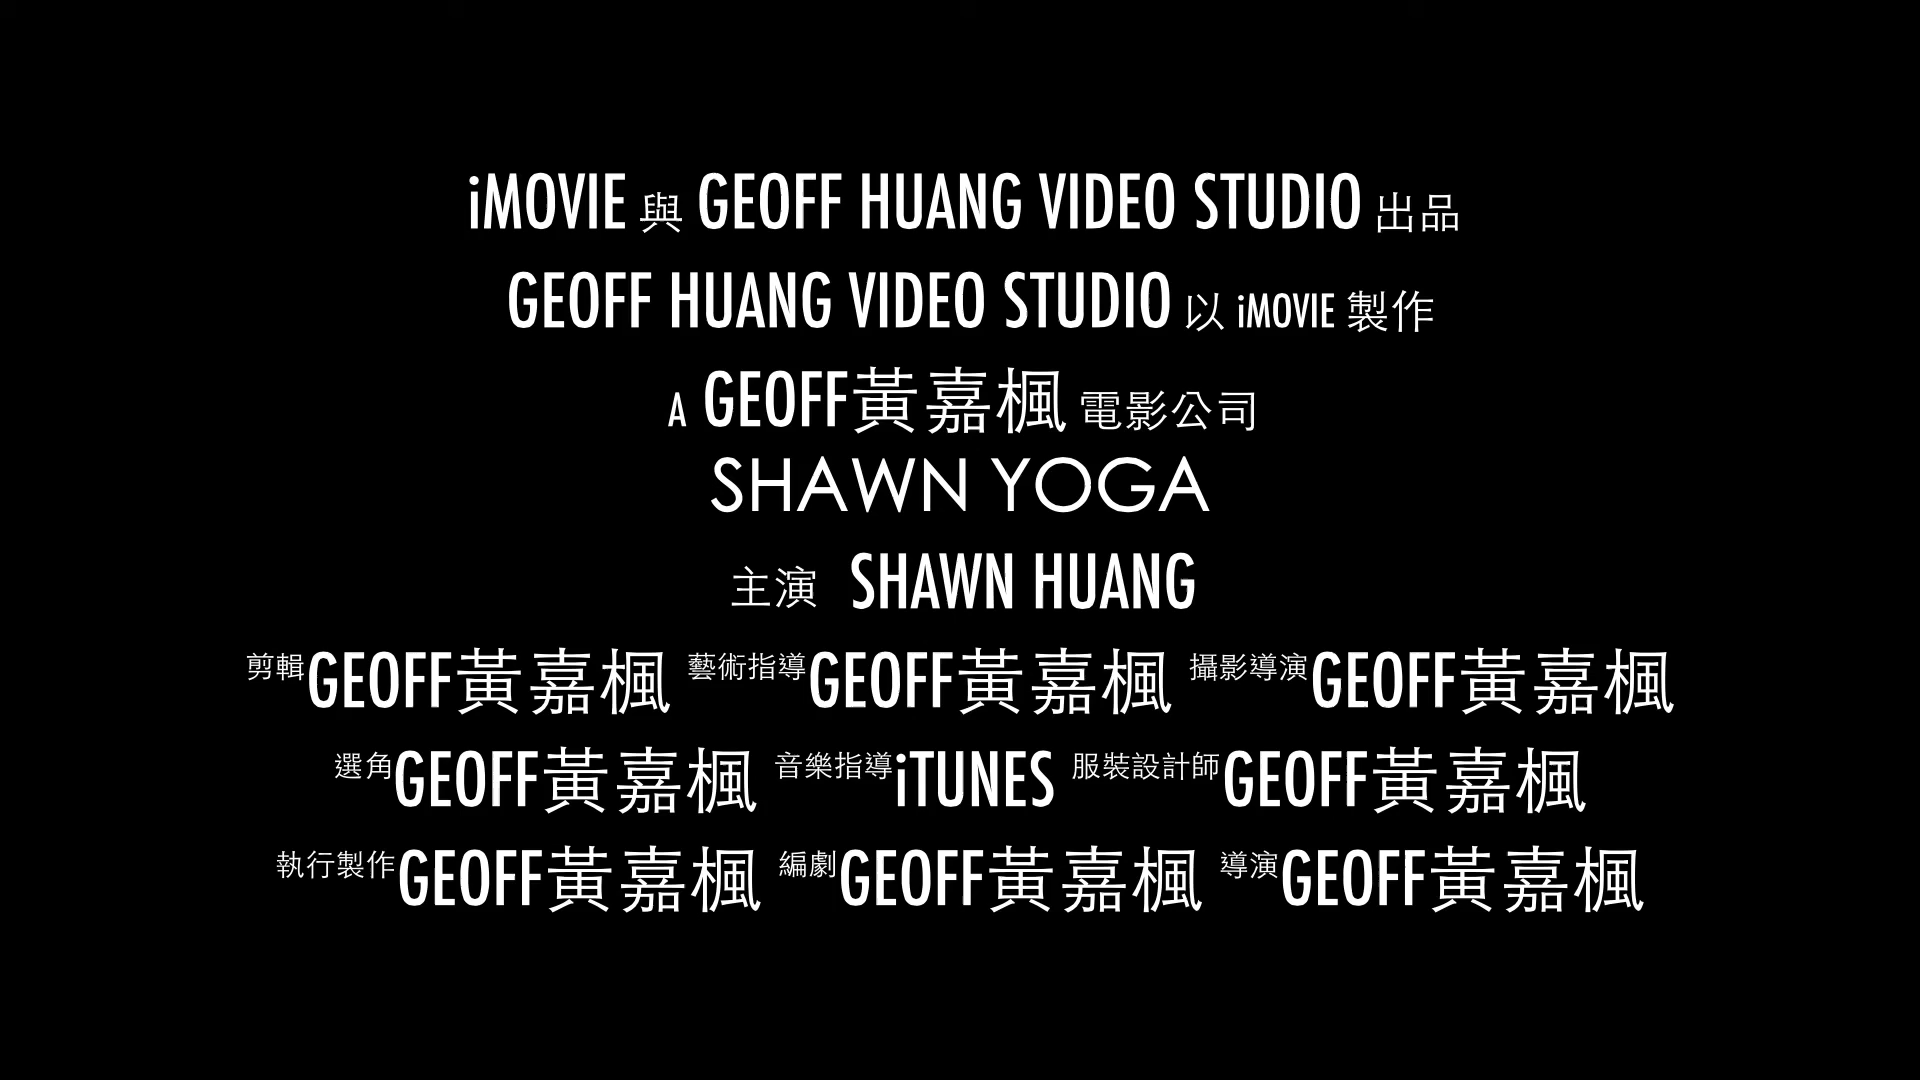 iMOVIE 與 GEOFF HUANG VIDEO STUDIO 出品
GEOFF HUANG VIDEO STUDIO 以 iMOVIE 製作
A GEOFF黃嘉楓 電影公司
SHAWN YOGA
主演 SHAWN HUANG
剪輯GEOFF黃嘉楓 藝術指導GEOFF黃嘉楓 攝影導演GEOFF黃嘉楓
選角GEOFF黃嘉楓 音樂指導iTUNES 服裝設計師GEOFF黃嘉楓
執行製作GEOFF黃嘉楓 編劇GEOFF黃嘉楓 導演GEOFF黃嘉楓